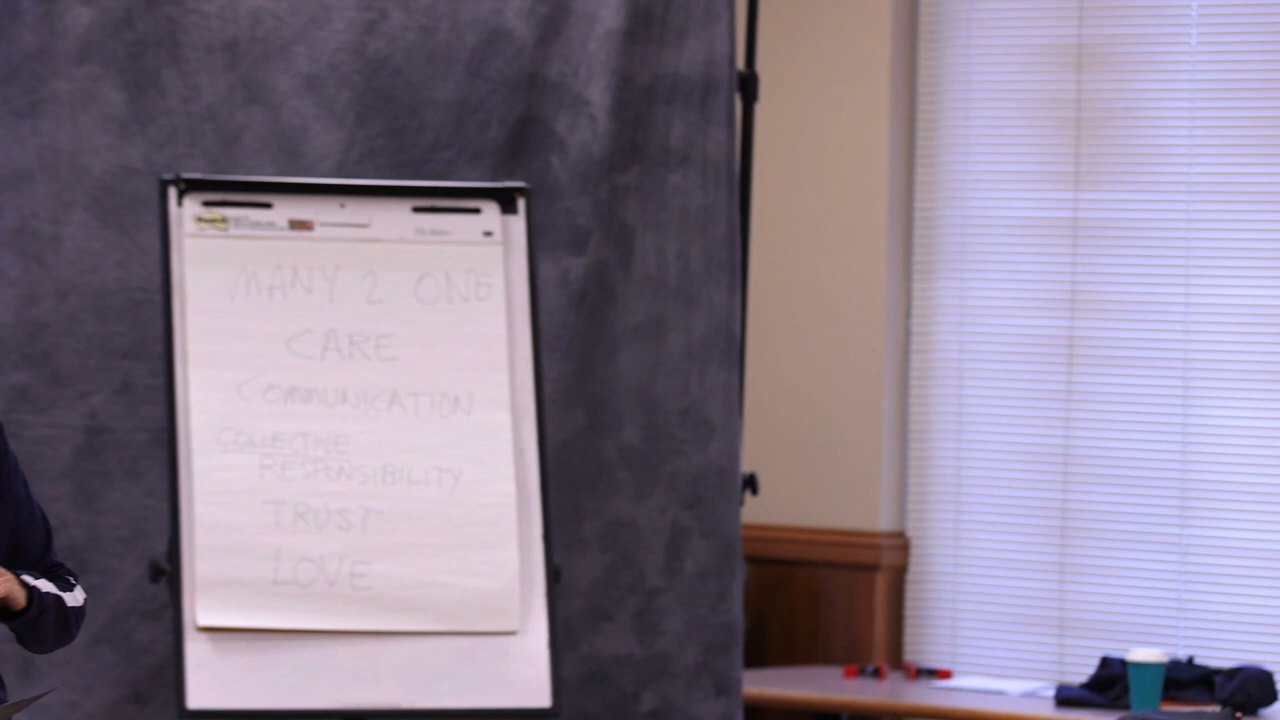 MANY 2 ONE
CARE
COMMUNICATION
COLLECTIVE
RESPONSIBILITY
TRUST
LOVE